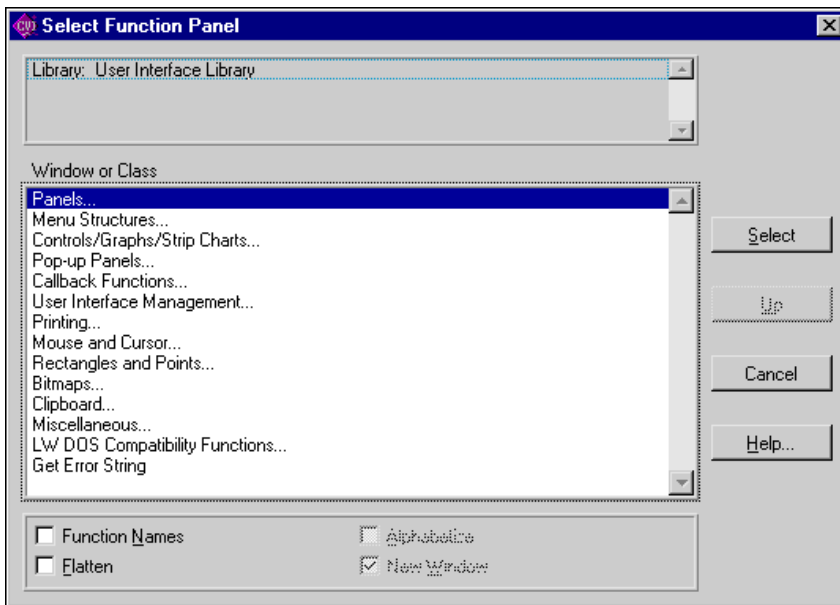 CVI Select Function Panel
Library: User Interface Library
Window or Class
Panels...
Menu Structures...
Controls/Graphs/Strip Charts...
Pop-up Panels...
Callback Functions...
User Interface Management...
Printing...
Mouse and Cursor...
Rectangles and Points...
Bitmaps...
Clipboard...
Miscellaneous...
LW DOS Compatibility Functions...
Get Error String
Select
Up
Cancel
Help...
Function Names
Alphabetize
Flatten
New Window